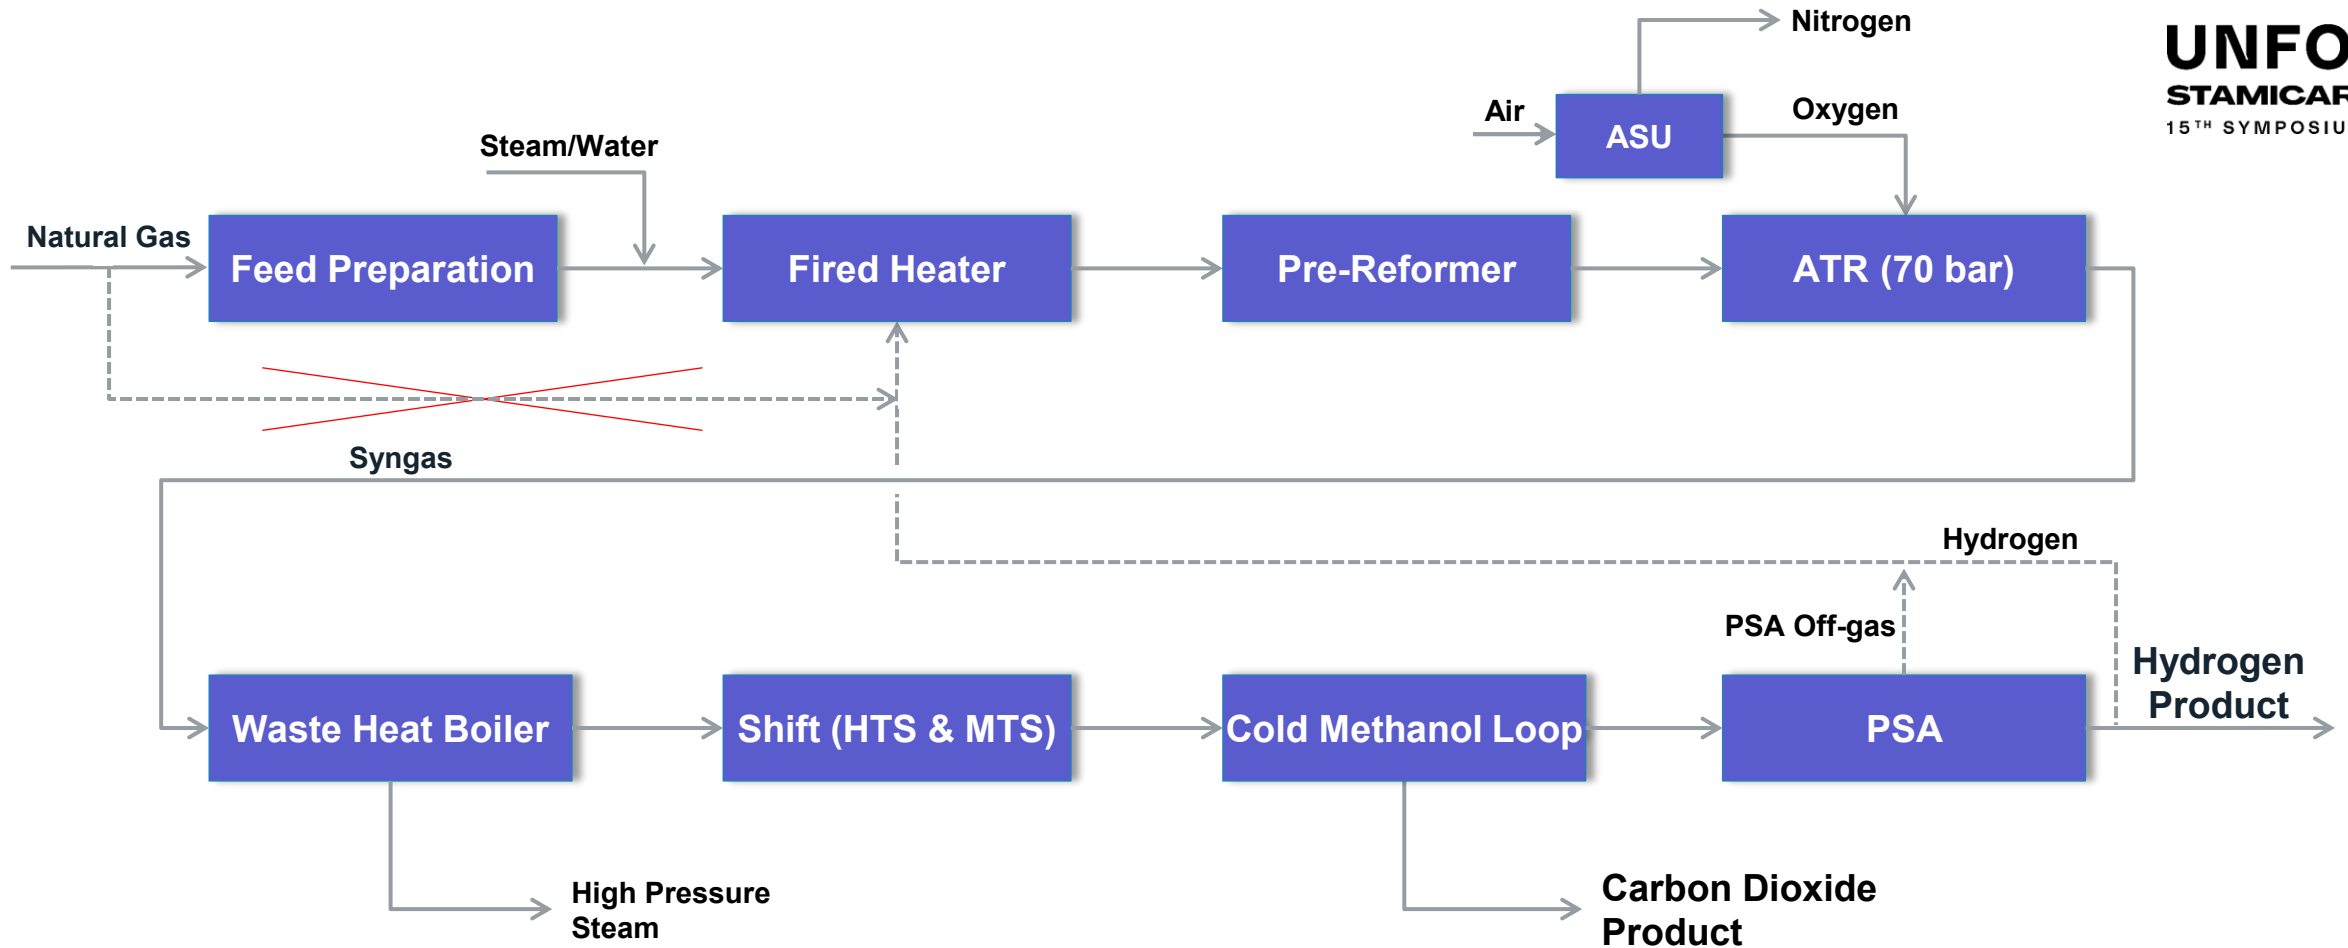 Nitrogen
UNFO
STAMICAR
15TH SYMPOSIU
Air
Oxygen
ASU
Steam/Water
Natural Gas
Feed Preparation
Fired Heater
Pre-Reformer
ATR (70 bar)
Syngas
Hydrogen
PSA Off-gas
Hydrogen
Product
Waste Heat Boiler
Shift (HTS & MTS)
Cold Methanol Loop
PSA
High Pressure
Steam
Carbon Dioxide
Product